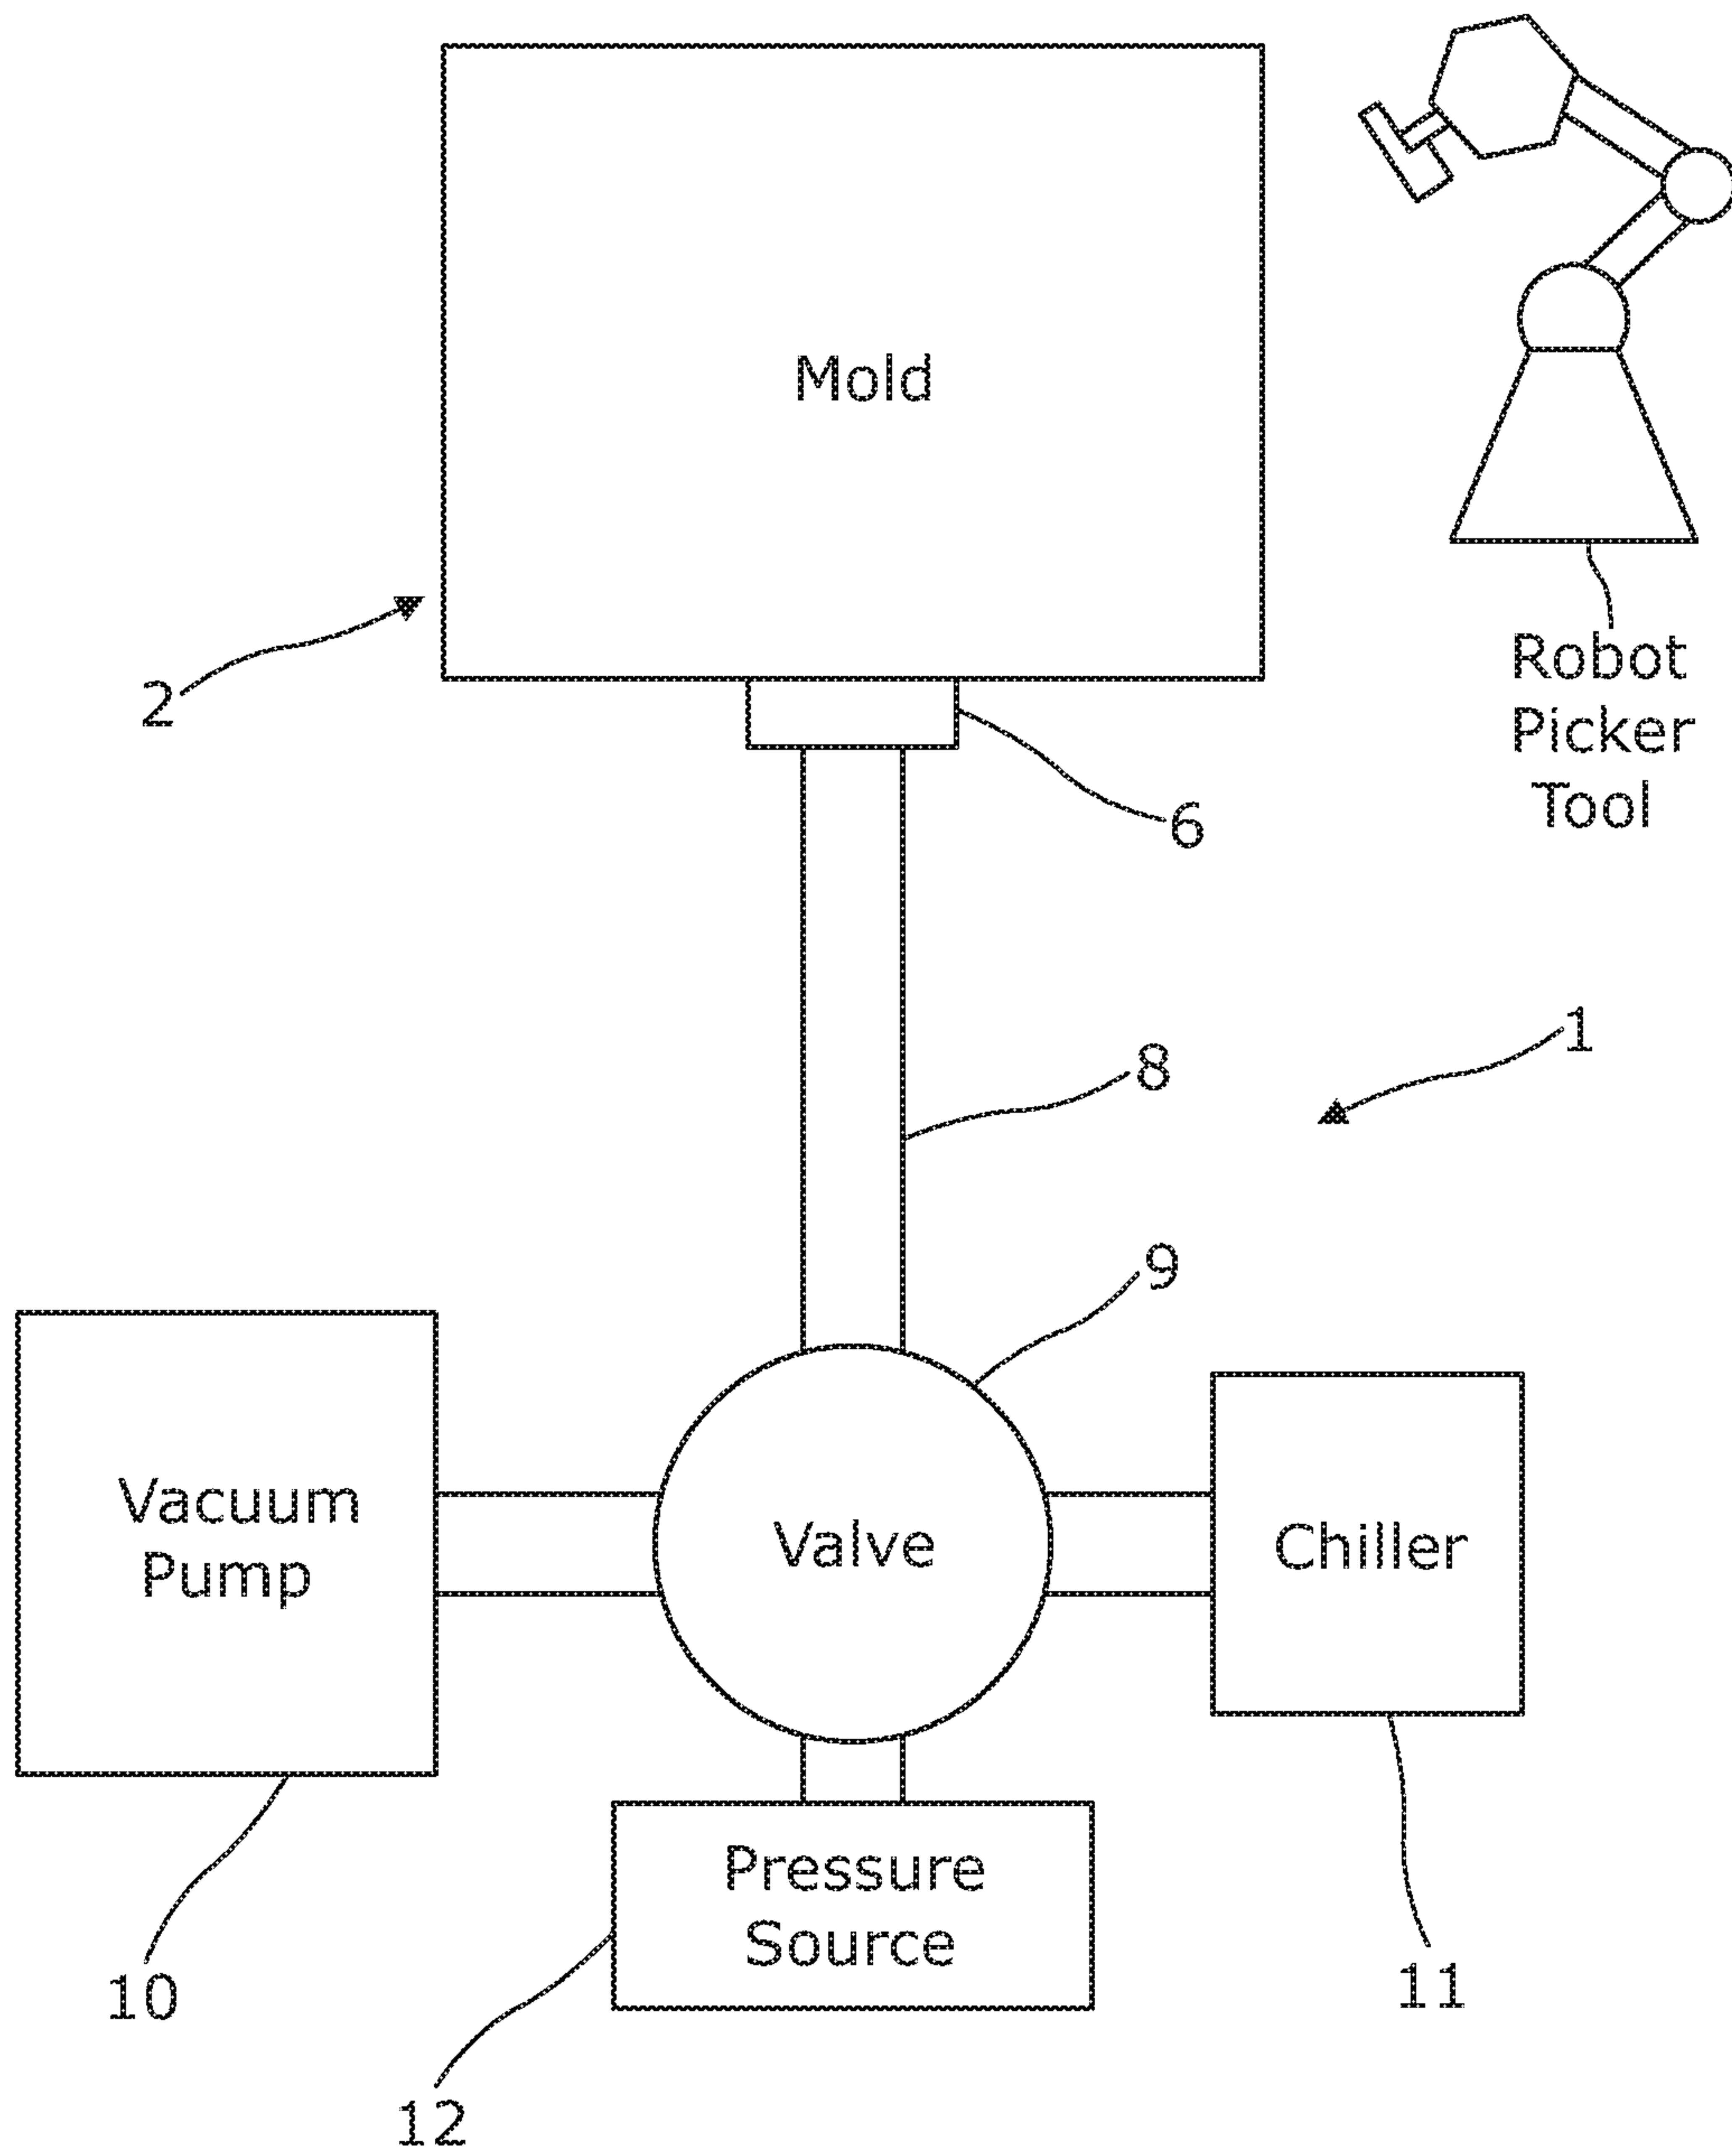 Mold
2
Robot
Picker
Tool
6
1
8
9
Vacuum
Pump
Valve
Chiller
Pressure
Source
10
11
12